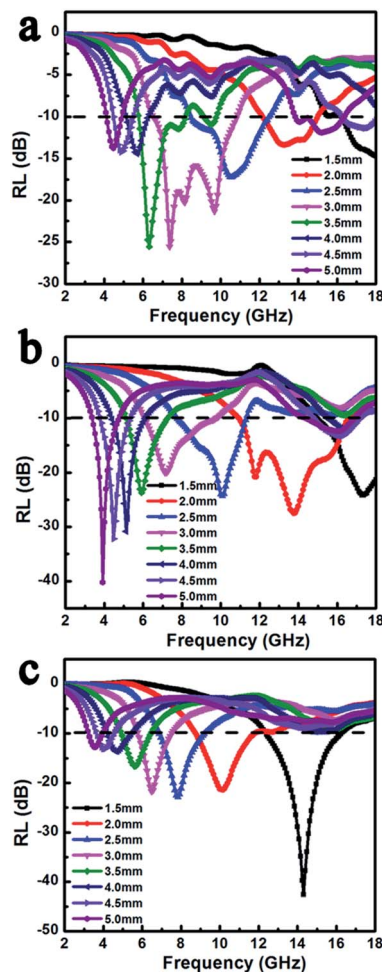 a
0
-5
-10
-15
-20
-25
-30
RL (dB)
1.5mm
2.0mm
2.5mm
3.0mm
3.5mm
4.0mm
4.5mm
5.0mm
2 4 6 8 10 12 14 16 18
Frequency (GHz)
b
0
-10
-20
-30
-40
RL (dB)
1.5mm
2.0mm
2.5mm
3.0mm
3.5mm
4.0mm
4.5mm
5.0mm
2 4 6 8 10 12 14 16 18
Frequency (GHz)
c
0
-10
-20
-30
-40
-50
RL (dB)
1.5mm
2.0mm
2.5mm
3.0mm
3.5mm
4.0mm
4.5mm
5.0mm
2 4 6 8 10 12 14 16 18
Frequency (GHz)